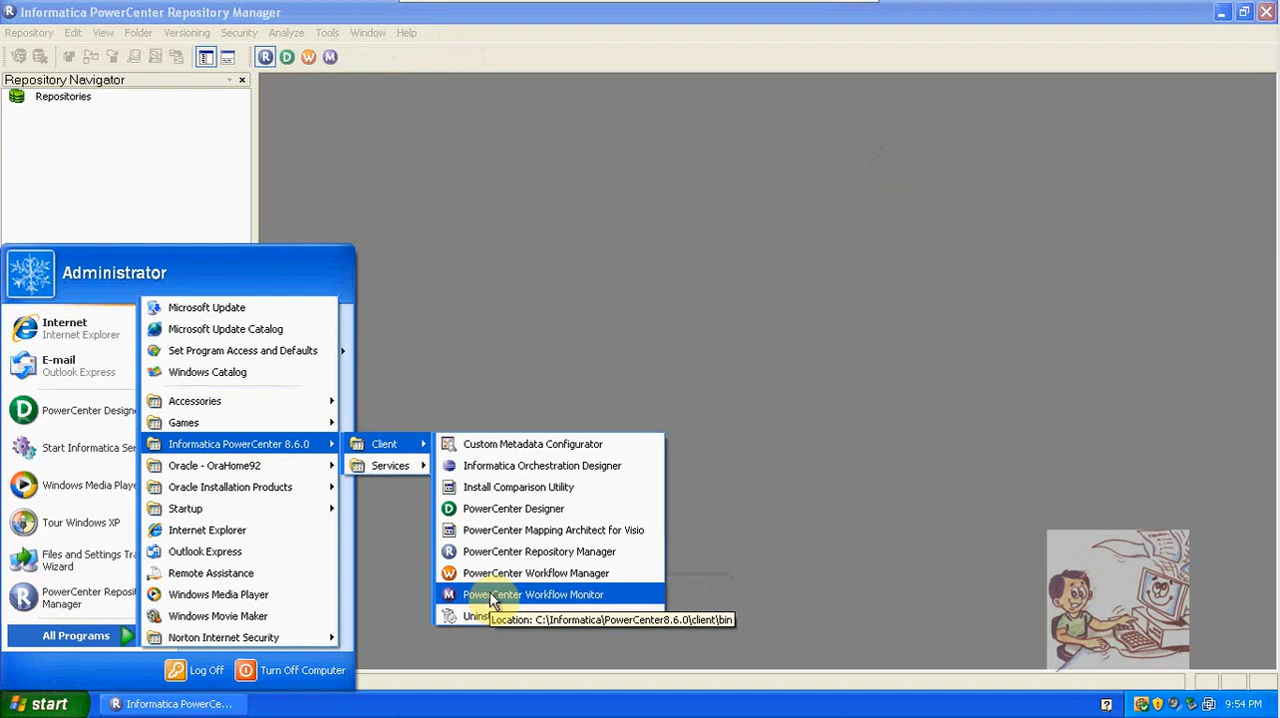 Informatica PowerCenter Repository Manager
Repository Edit View Folder Versioning Security Analyze Tools Window Help
R D W M
Repository Navigator
Repositories
Administrator
Internet
Internet Explorer
E-mail
Outlook Express
PowerCenter Designe
Start Informatica Ser
Windows Media Playe
Tour Windows XP
Files and Settings Tra
Wizard
PowerCenter Reposi
Manager
All Programs
Microsoft Update
Microsoft Update Catalog
Set Program Access and Defaults
Windows Catalog
Accessories
Games
Informatica PowerCenter 8.6.0
Oracle - OraHome92
Oracle Installation Products
Startup
Internet Explorer
Outlook Express
Remote Assistance
Windows Media Player
Windows Movie Maker
Norton Internet Security
Client
Services
Custom Metadata Configurator
Informatica Orchestration Designer
Install Comparison Utility
PowerCenter Designer
PowerCenter Mapping Architect for Visio
PowerCenter Repository Manager
PowerCenter Workflow Manager
PowerCenter Workflow Monitor
Unins
Location: C:\Informatica\PowerCenter8.6.0\client\bin
Log Off Turn Off Computer
start
Informatica PowerCe...
9:54 PM